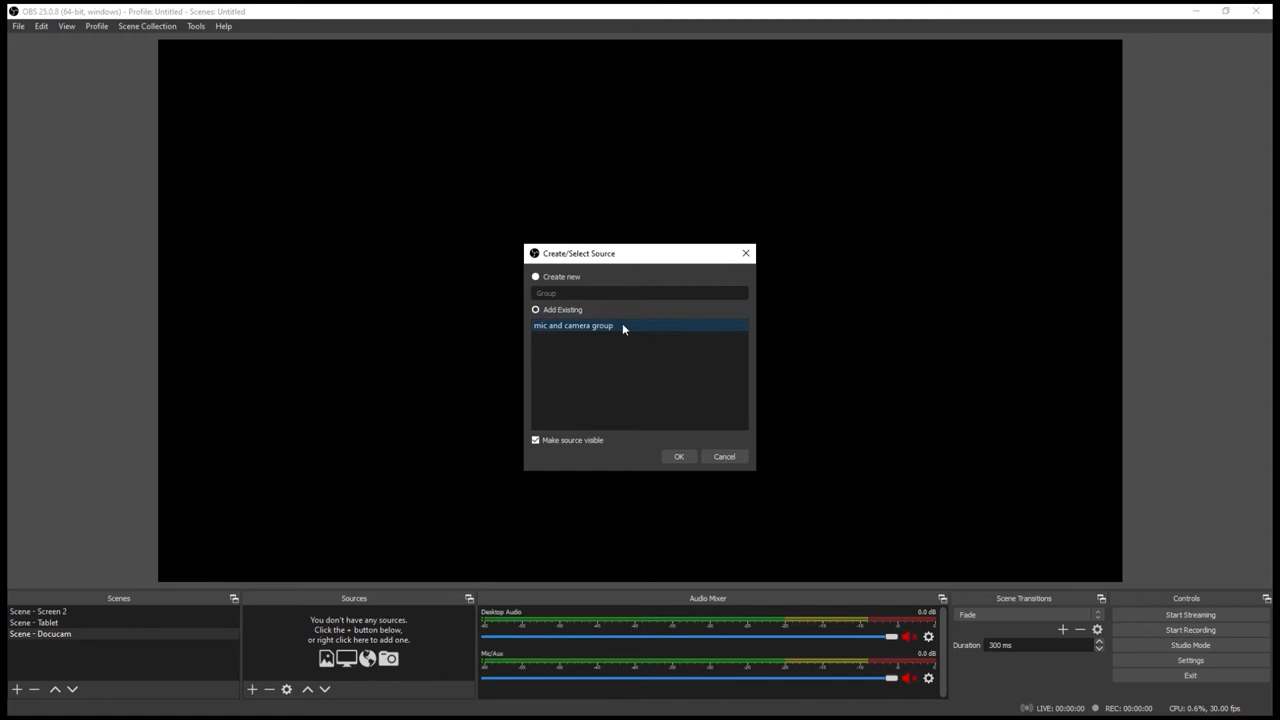 OBS 25.0.8 (64-bit, windows) - Profile: Untitled - Scenes: Untitled
File Edit View Profile Scene Collection Tools Help
Create/Select Source
Create new
Group
Add Existing
mic and camera group
Make source visible
OK Cancel
Scenes
Scene - Screen 2
Scene - Tablet
Scene - Docucam
Sources
You don't have any sources.
Click the + button below,
or right click here to add one.
Audio Mixer
Desktop Audio 0.0 dB
Mic/Aux 0.0 dB
Scene Transitions
Fade
Duration 300 ms
Controls
Start Streaming
Start Recording
Studio Mode
Settings
Exit
LIVE: 00:00:00 REC: 00:00:00 CPU: 0.6%, 30.00 fps